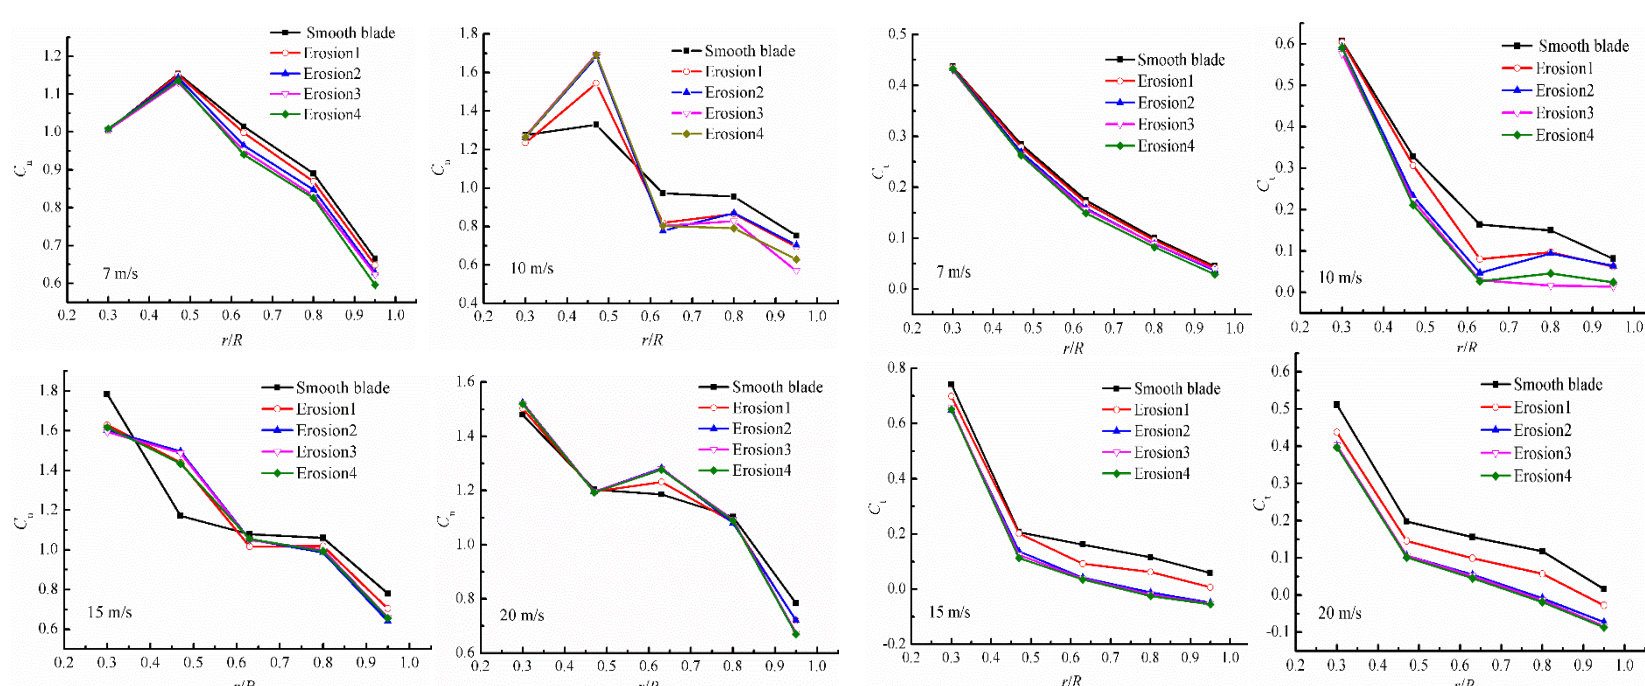 Smooth blade
Erosion1
Erosion2
Erosion3
Erosion4
1.2
1.1
1.0
0.9
0.8
0.7
0.6
Cn
7 m/s
0.2 0.3 0.4 0.5 0.6 0.7 0.8 0.9 1.0
r/R
Smooth blade
Erosion1
Erosion2
Erosion3
Erosion4
1.8
1.6
1.4
1.2
1.0
0.8
0.6
0.4
Cn
10 m/s
0.2 0.3 0.4 0.5 0.6 0.7 0.8 0.9 1.0
r/R
Smooth blade
Erosion1
Erosion2
Erosion3
Erosion4
0.5
0.4
0.3
0.2
0.1
0.0
Ct
7 m/s
0.2 0.3 0.4 0.5 0.6 0.7 0.8 0.9 1.0
r/R
Smooth blade
Erosion1
Erosion2
Erosion3
Erosion4
0.6
0.5
0.4
0.3
0.2
0.1
0.0
Ct
10 m/s
0.2 0.3 0.4 0.5 0.6 0.7 0.8 0.9 1.0
r/R
Smooth blade
Erosion1
Erosion2
Erosion3
Erosion4
1.8
1.6
1.4
1.2
1.0
0.8
0.6
Cn
15 m/s
0.2 0.3 0.4 0.5 0.6 0.7 0.8 0.9 1.0
r/R
Smooth blade
Erosion1
Erosion2
Erosion3
Erosion4
1.6
1.4
1.2
1.0
0.8
0.6
Cn
20 m/s
0.2 0.3 0.4 0.5 0.6 0.7 0.8 0.9 1.0
r/R
Smooth blade
Erosion1
Erosion2
Erosion3
Erosion4
0.8
0.6
0.4
0.2
0.0
-0.2
Ct
15 m/s
0.2 0.3 0.4 0.5 0.6 0.7 0.8 0.9 1.0
r/R
Smooth blade
Erosion1
Erosion2
Erosion3
Erosion4
0.6
0.5
0.4
0.3
0.2
0.1
0.0
-0.1
Ct
20 m/s
0.2 0.3 0.4 0.5 0.6 0.7 0.8 0.9 1.0
r/R